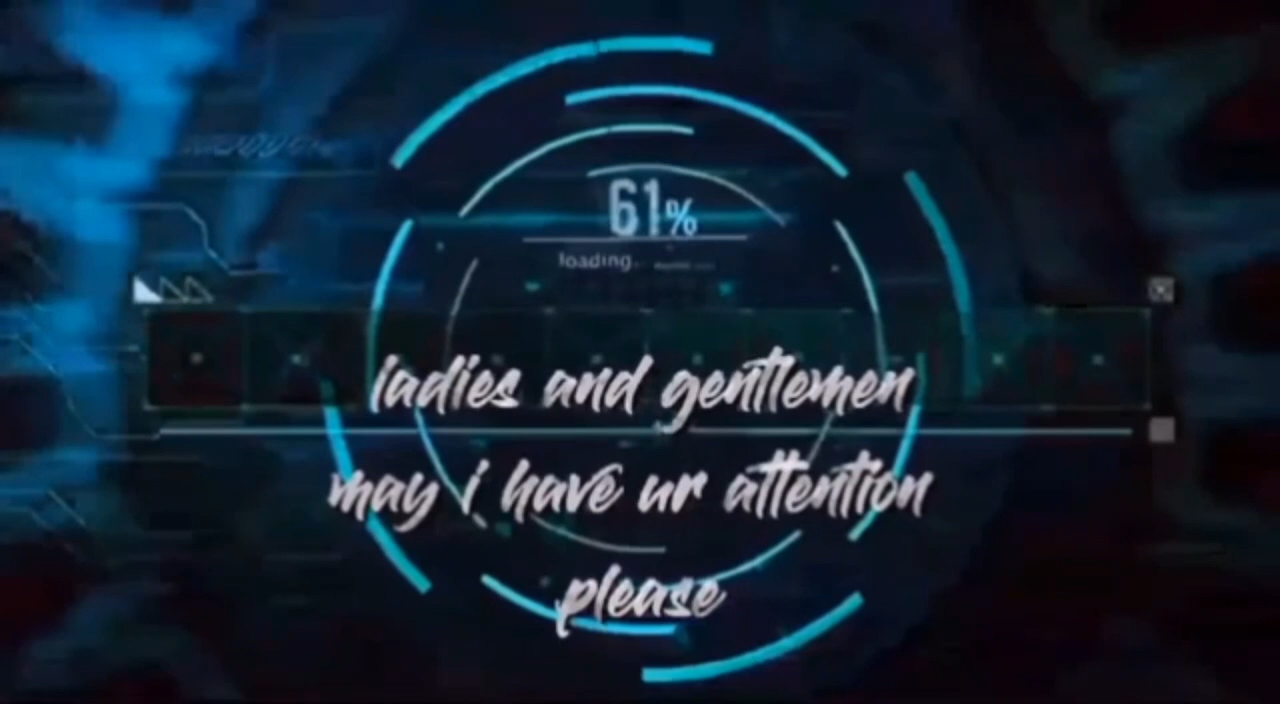 61%
loading..
ladies and gentlemen
may i have ur attention
please